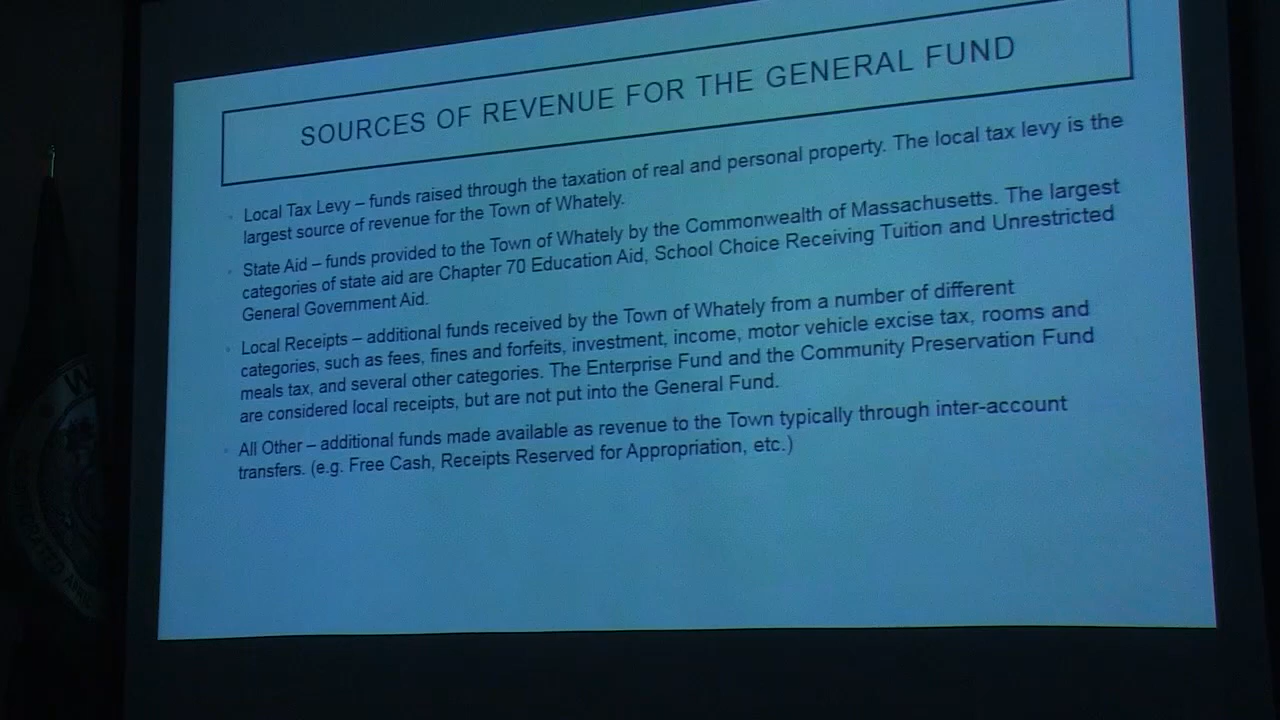 SOURCES OF REVENUE FOR THE GENERAL FUND
Local Tax Levy – funds raised through the taxation of real and personal property. The local tax levy is the
largest source of revenue for the Town of Whately.
State Aid – funds provided to the Town of Whately by the Commonwealth of Massachusetts. The largest
categories of state aid are Chapter 70 Education Aid, School Choice Receiving Tuition and Unrestricted
General Government Aid.
Local Receipts – additional funds received by the Town of Whately from a number of different
categories, such as fees, fines and forfeits, investment, income, motor vehicle excise tax, rooms and
meals tax, and several other categories. The Enterprise Fund and the Community Preservation Fund
are considered local receipts, but are not put into the General Fund.
All Other – additional funds made available as revenue to the Town typically through inter-account
transfers. (e.g. Free Cash, Receipts Reserved for Appropriation, etc.)